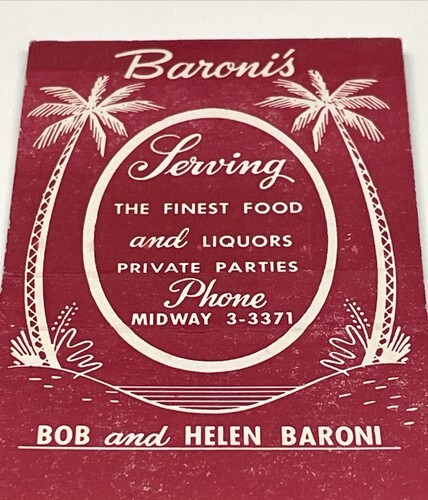 Baroni's
Serving
THE FINEST FOOD
and LIQUORS
PRIVATE PARTIES
Phone
MIDWAY 3-3371
BOB and HELEN BARONI